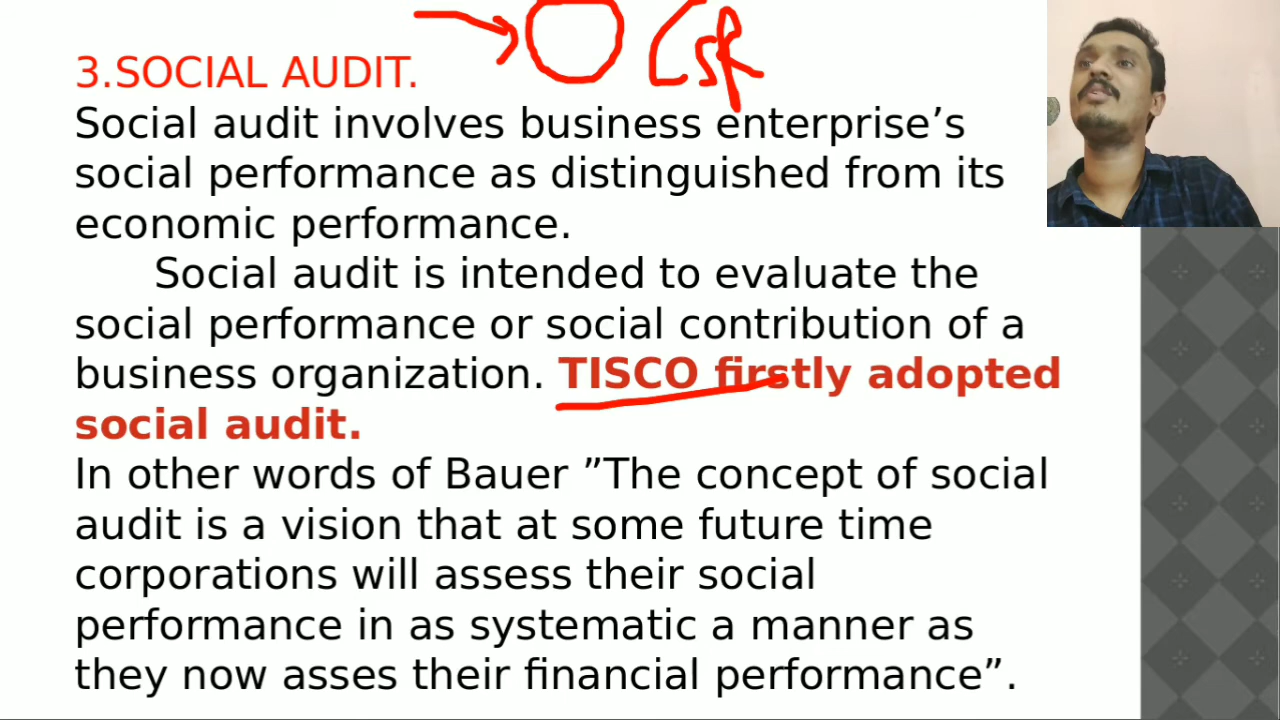 CSR
3.SOCIAL AUDIT.
Social audit involves business enterprise’s
social performance as distinguished from its
economic performance.
Social audit is intended to evaluate the
social performance or social contribution of a
business organization. TISCO firstly adopted
social audit.
In other words of Bauer ”The concept of social
audit is a vision that at some future time
corporations will assess their social
performance in as systematic a manner as
they now asses their financial performance”.